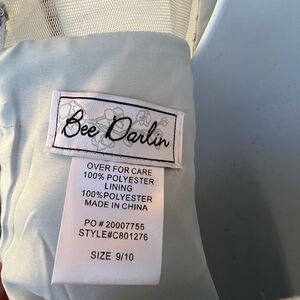 Bee Darlin
OVER FOR CARE
100% POLYESTER
LINING
100%POLYESTER
MADE IN CHINA
PO # 20007755
STYLE#C801276
SIZE 9/10